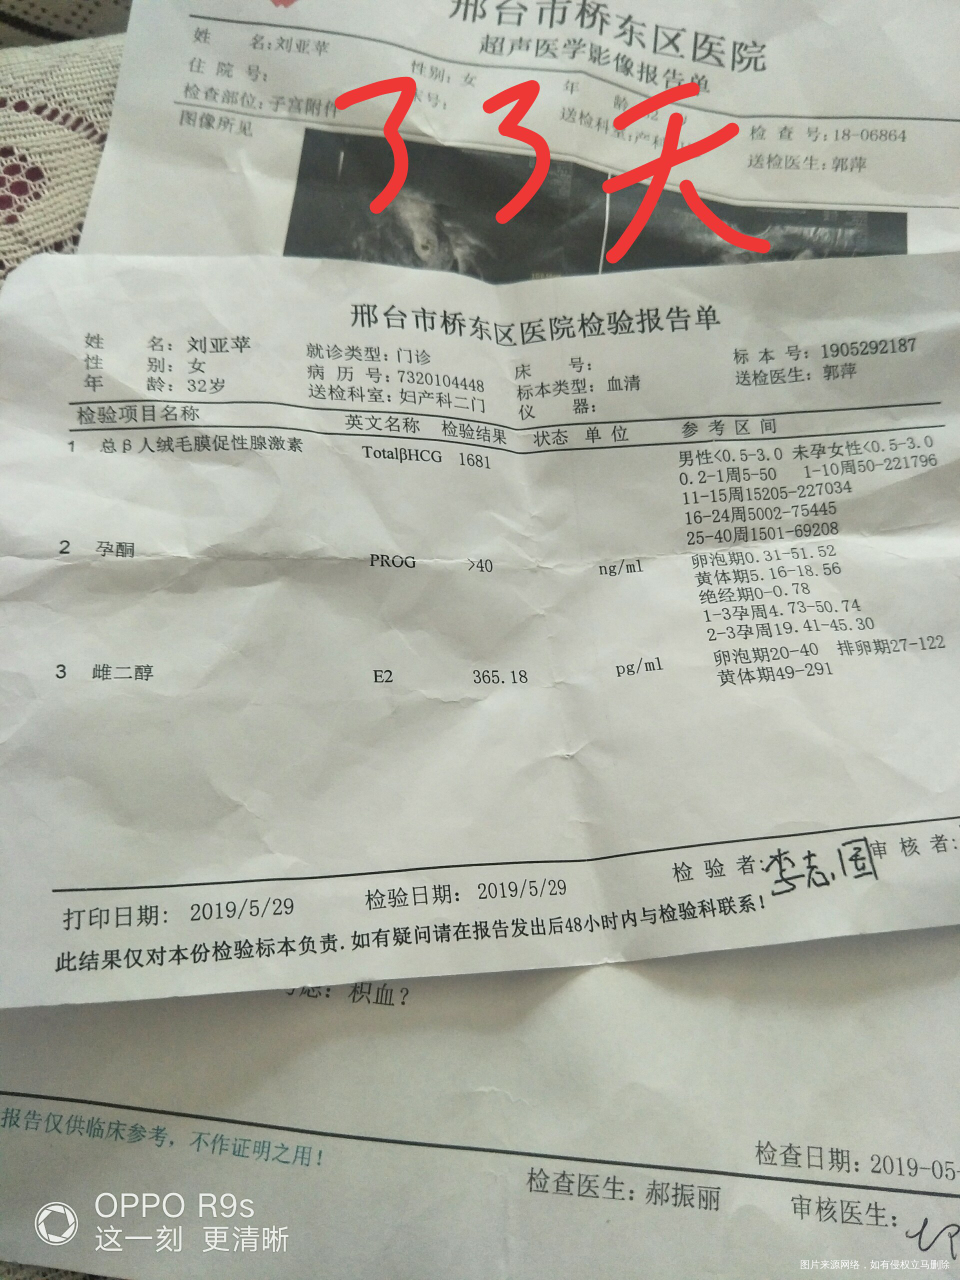 邢台市桥东区医院
超声医学影像报告单
姓 名:刘亚苹 性别:女 年 龄
住院号:
检查部位:子宫附件 送检科室:产科 检查号:18-06864
图像所见 送检医生:郭萍
33天
邢台市桥东区医院检验报告单
姓 名: 刘亚苹 就诊类型:门诊 床 号: 标本号:1905292187
性 别: 女 病历号:7320104448 标本类型:血清 送检医生:郭萍
年 龄: 32岁 送检科室:妇产科二门 仪 器:
检验项目名称 英文名称 检验结果 状态 单位 参考区间
1 总β人绒毛膜促性腺激素 TotalβHCG 1681 男性<0.5-3.0 未孕女性<0.5-3.0
0.2-1周5-50 1-10周50-221796
11-15周15205-227034
16-24周5002-75445
25-40周1501-69208
2 孕酮 PROG >40 ng/ml 卵泡期0.31-51.52
黄体期5.16-18.56
绝经期0-0.78
1-3孕周4.73-50.74
2-3孕周19.41-45.30
3 雌二醇 E2 365.18 pg/ml 卵泡期20-40 排卵期27-122
黄体期49-291
检验者:李志国 审核者:
打印日期: 2019/5/29 检验日期: 2019/5/29
此结果仅对本份检验标本负责.如有疑问请在报告发出后48小时内与检验科联系!
虑: 积血?
报告仅供临床参考, 不作证明之用!
检查日期:2019-05-
检查医生:郝振丽 审核医生:
OPPO R9s
这一刻 更清晰
图片来源网络，如有侵权立马删除